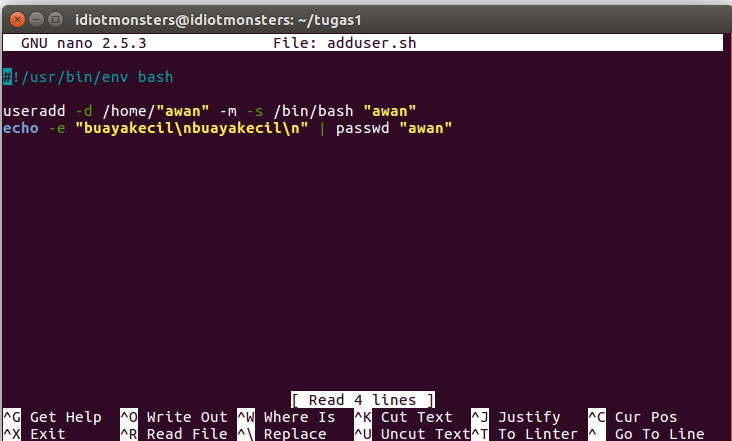 idiotmonsters@idiotmonsters: ~/tugas1
GNU nano 2.5.3 File: adduser.sh
#!/usr/bin/env bash
useradd -d /home/"awan" -m -s /bin/bash "awan"
echo -e "buayakecil\nbuayakecil\n" | passwd "awan"
[ Read 4 lines ]
^G Get Help ^O Write Out ^W Where Is ^K Cut Text ^J Justify ^C Cur Pos
^X Exit ^R Read File ^\ Replace ^U Uncut Text ^T To Linter ^_ Go To Line